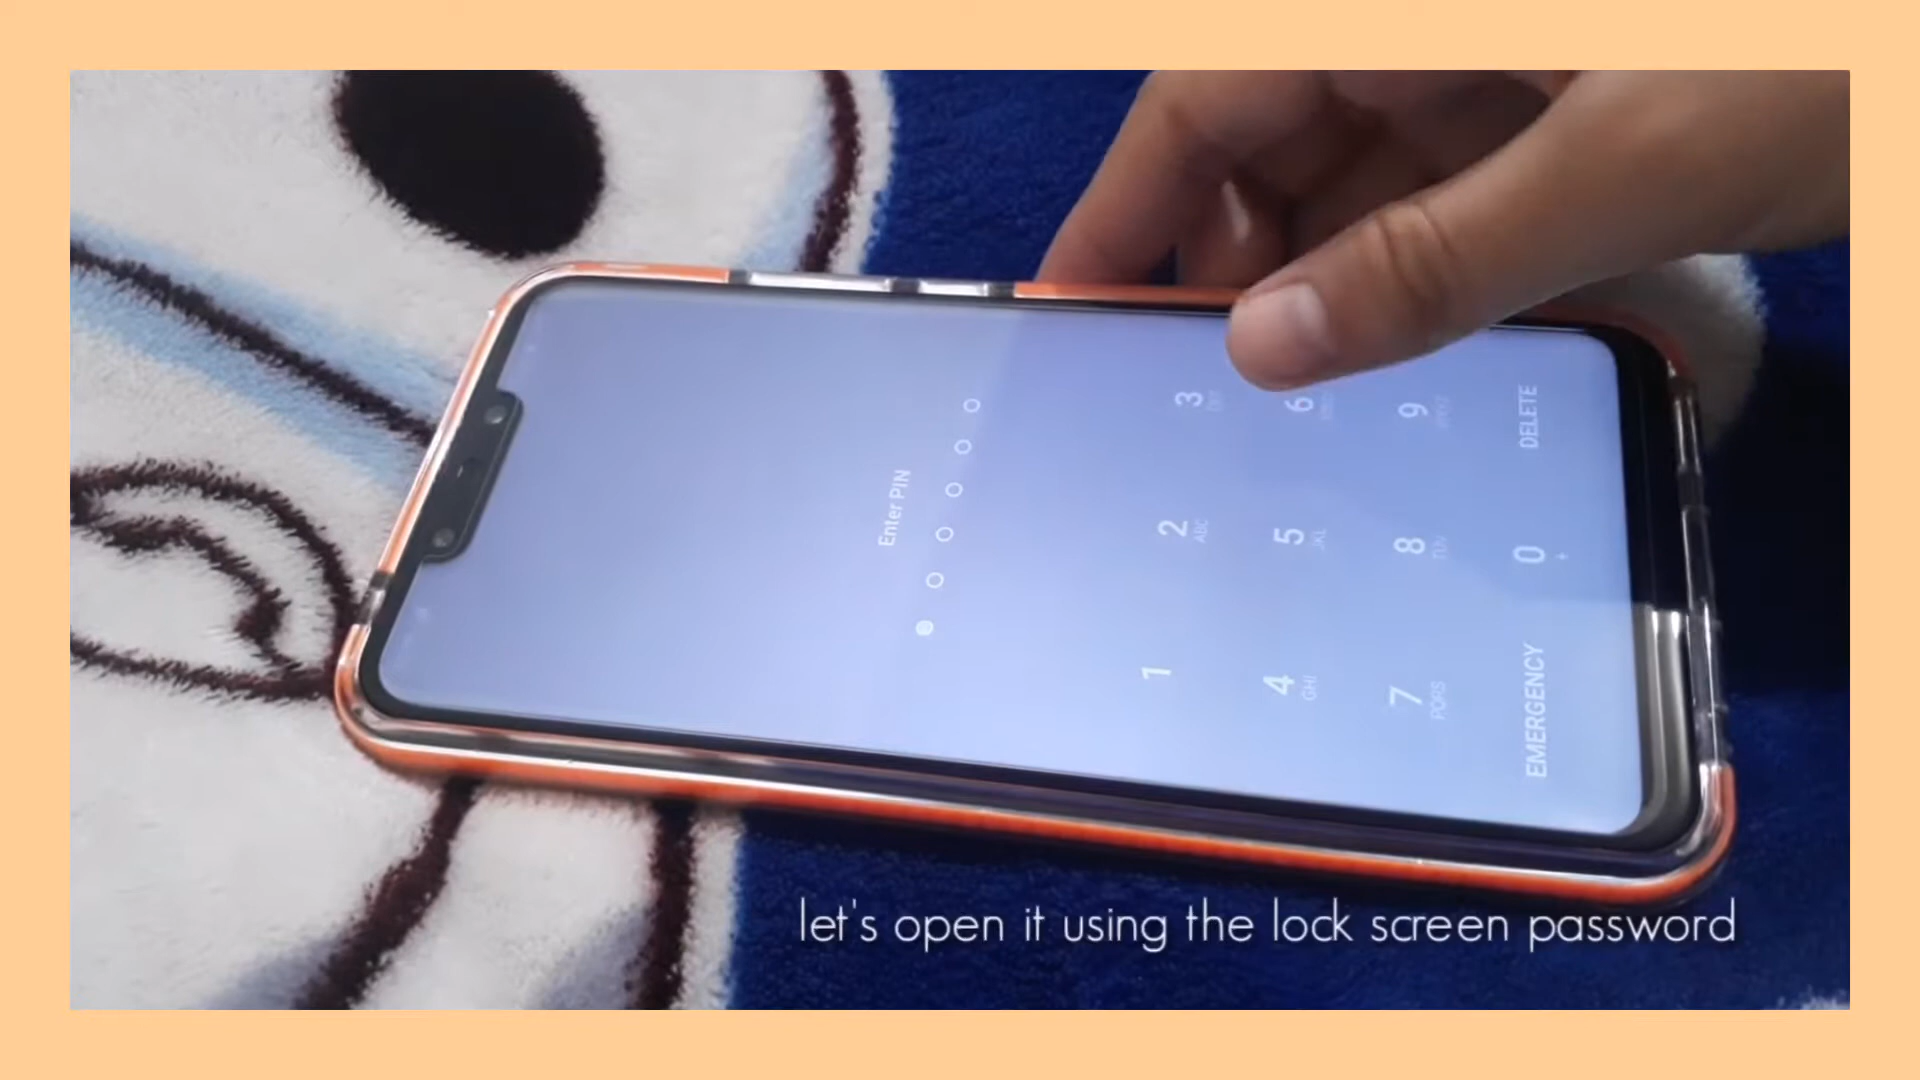 Enter PIN
1
2 ABC
3
4 GHI
5 JKL
6
7 PQRS
8 TUV
9
EMERGENCY
0 +
DELETE
let's open it using the lock screen password